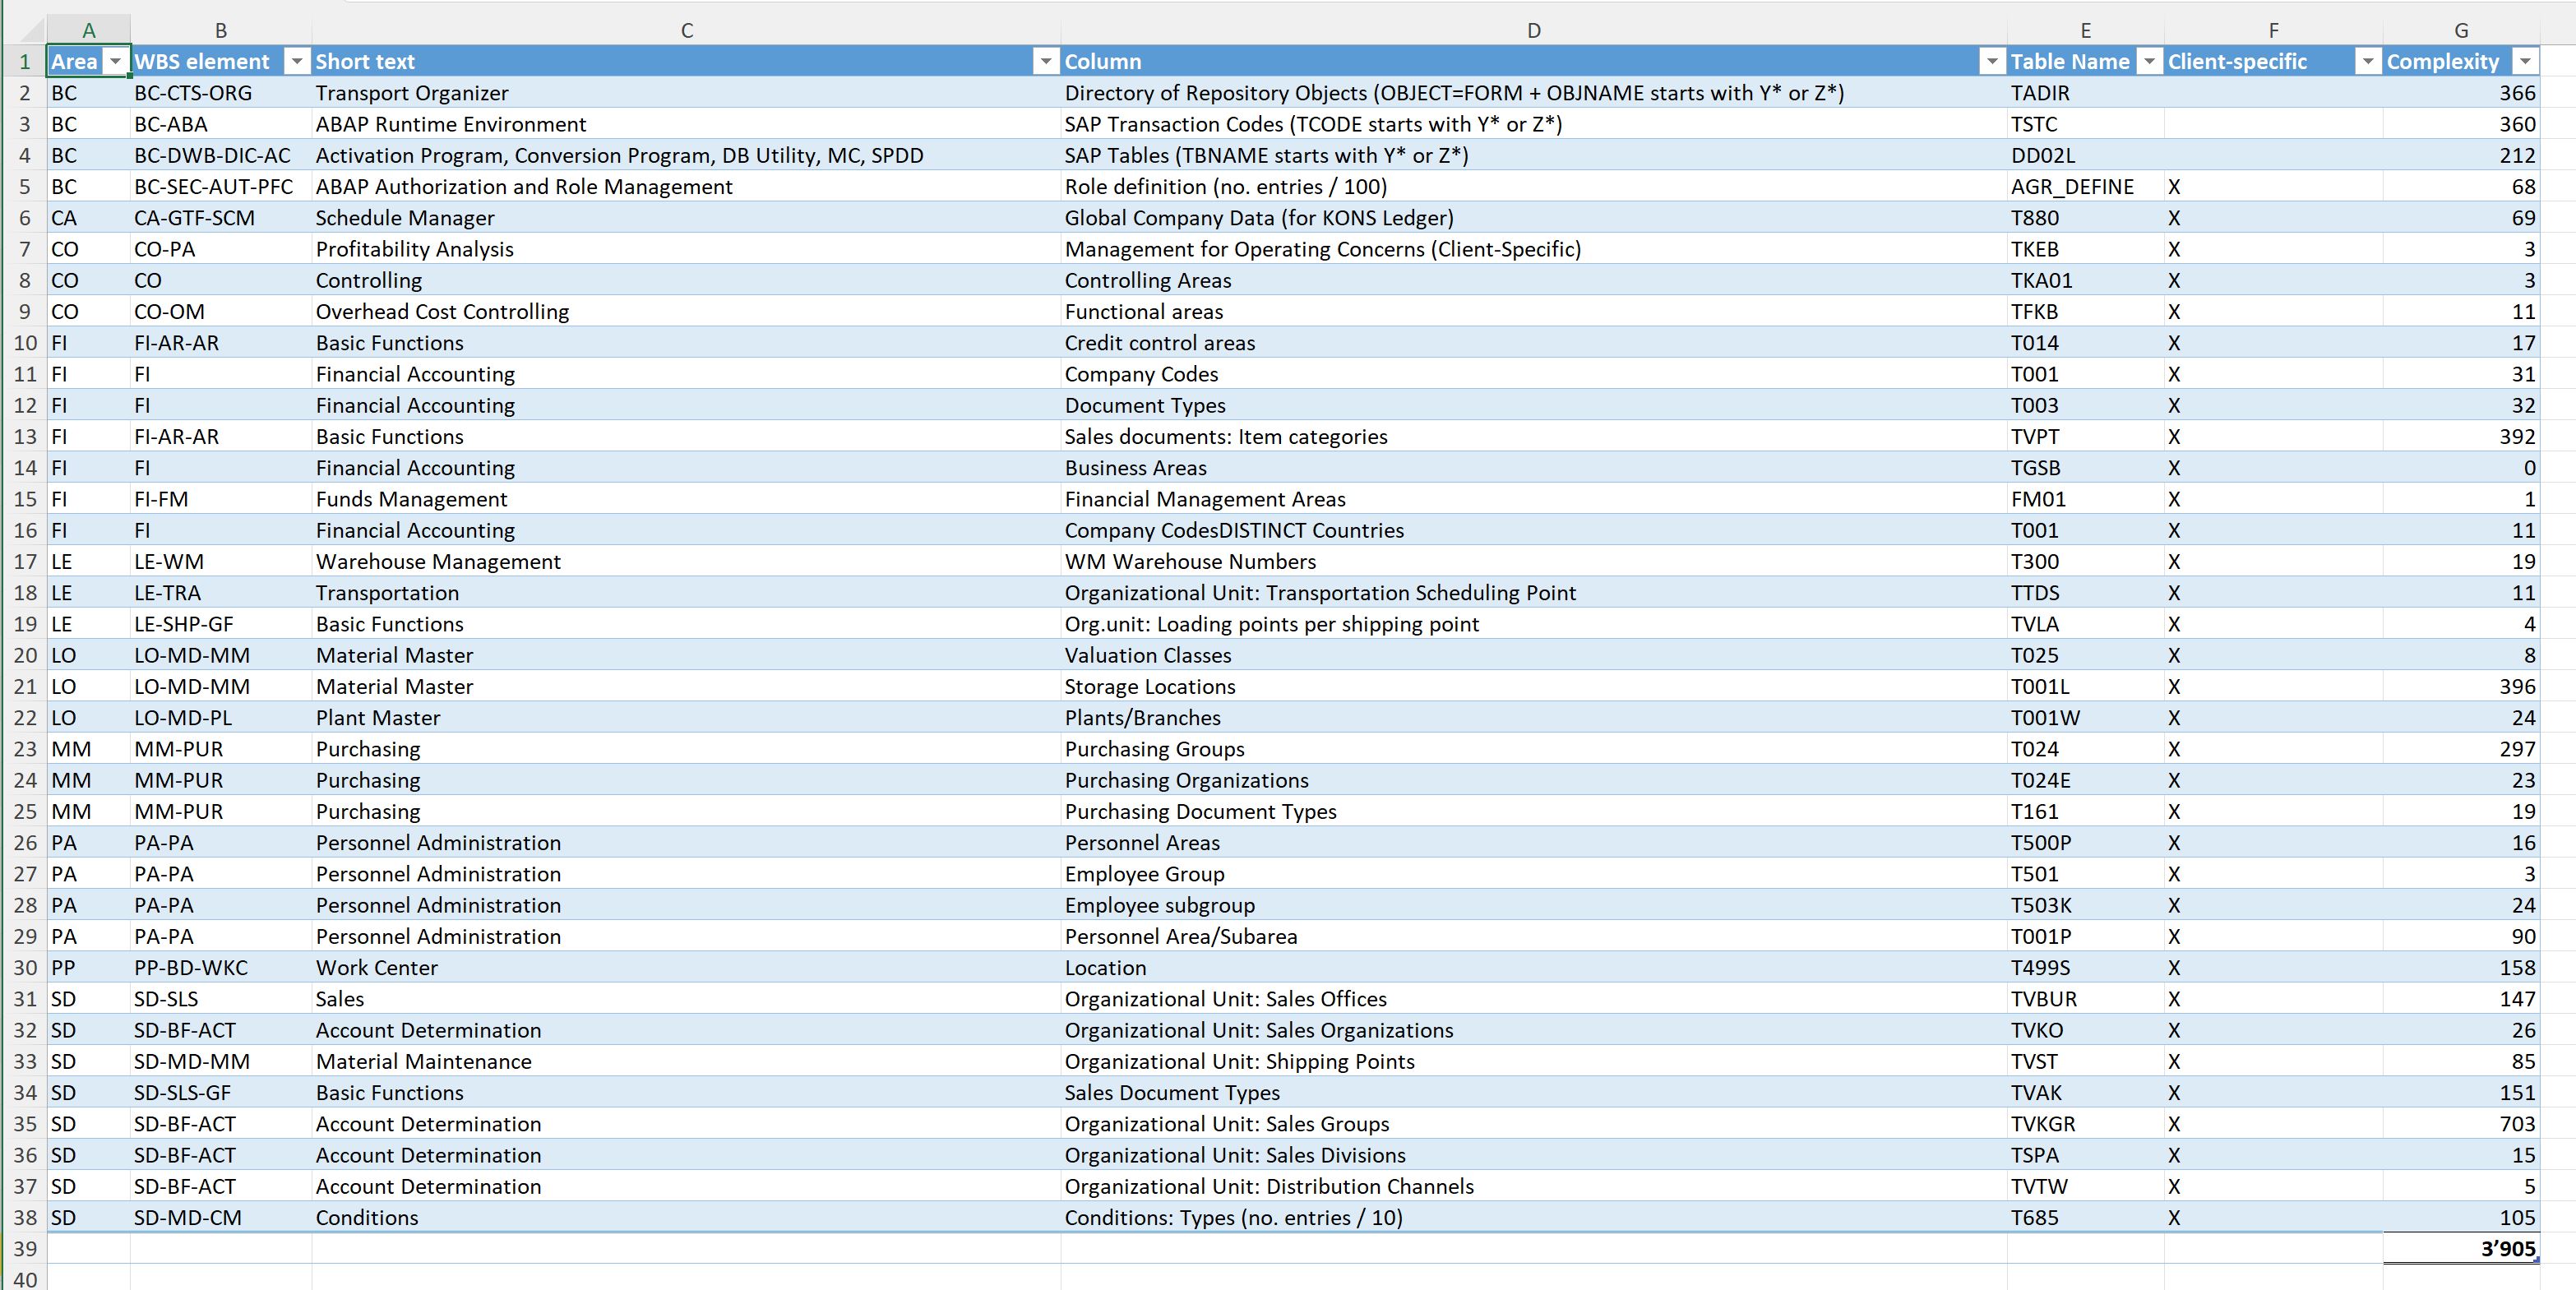 A B C D E F G
1 Area WBS element Short text Column Table Name Client-specific Complexity
2 BC BC-CTS-ORG Transport Organizer Directory of Repository Objects (OBJECT=FORM + OBJNAME starts with Y* or Z*) TADIR 366
3 BC BC-ABA ABAP Runtime Environment SAP Transaction Codes (TCODE starts with Y* or Z*) TSTC 360
4 BC BC-DWB-DIC-AC Activation Program, Conversion Program, DB Utility, MC, SPDD SAP Tables (TBNAME starts with Y* or Z*) DD02L 212
5 BC BC-SEC-AUT-PFC ABAP Authorization and Role Management Role definition (no. entries / 100) AGR_DEFINE X 68
6 CA CA-GTF-SCM Schedule Manager Global Company Data (for KONS Ledger) T880 X 69
7 CO CO-PA Profitability Analysis Management for Operating Concerns (Client-Specific) TKEB X 3
8 CO CO Controlling Controlling Areas TKA01 X 3
9 CO CO-OM Overhead Cost Controlling Functional areas TFKB X 11
10 FI FI-AR-AR Basic Functions Credit control areas T014 X 17
11 FI FI Financial Accounting Company Codes T001 X 31
12 FI FI Financial Accounting Document Types T003 X 32
13 FI FI-AR-AR Basic Functions Sales documents: Item categories TVPT X 392
14 FI FI Financial Accounting Business Areas TGSB X 0
15 FI FI-FM Funds Management Financial Management Areas FM01 X 1
16 FI FI Financial Accounting Company CodesDISTINCT Countries T001 X 11
17 LE LE-WM Warehouse Management WM Warehouse Numbers T300 X 19
18 LE LE-TRA Transportation Organizational Unit: Transportation Scheduling Point TTDS X 11
19 LE LE-SHP-GF Basic Functions Org.unit: Loading points per shipping point TVLA X 4
20 LO LO-MD-MM Material Master Valuation Classes T025 X 8
21 LO LO-MD-MM Material Master Storage Locations T001L X 396
22 LO LO-MD-PL Plant Master Plants/Branches T001W X 24
23 MM MM-PUR Purchasing Purchasing Groups T024 X 297
24 MM MM-PUR Purchasing Purchasing Organizations T024E X 23
25 MM MM-PUR Purchasing Purchasing Document Types T161 X 19
26 PA PA-PA Personnel Administration Personnel Areas T500P X 16
27 PA PA-PA Personnel Administration Employee Group T501 X 3
28 PA PA-PA Personnel Administration Employee subgroup T503K X 24
29 PA PA-PA Personnel Administration Personnel Area/Subarea T001P X 90
30 PP PP-BD-WKC Work Center Location T499S X 158
31 SD SD-SLS Sales Organizational Unit: Sales Offices TVBUR X 147
32 SD SD-BF-ACT Account Determination Organizational Unit: Sales Organizations TVKO X 26
33 SD SD-MD-MM Material Maintenance Organizational Unit: Shipping Points TVST X 85
34 SD SD-SLS-GF Basic Functions Sales Document Types TVAK X 151
35 SD SD-BF-ACT Account Determination Organizational Unit: Sales Groups TVKGR X 703
36 SD SD-BF-ACT Account Determination Organizational Unit: Sales Divisions TSPA X 15
37 SD SD-BF-ACT Account Determination Organizational Unit: Distribution Channels TVTW X 5
38 SD SD-MD-CM Conditions Conditions: Types (no. entries / 10) T685 X 105
39 3’905
40